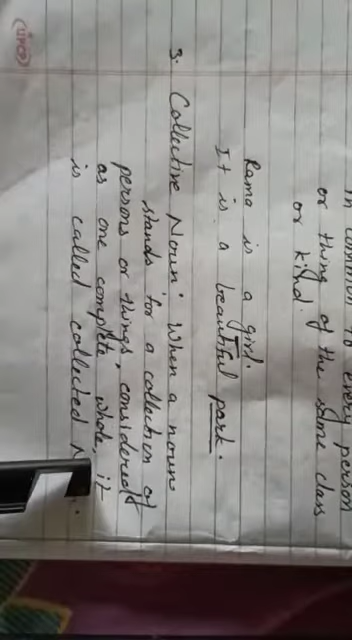 in common to every person
or thing of the same class
or kind.
Rama is a girl.
It is a beautiful park.
3. Collective Noun: When a noun
stands for a collection of
persons or things, considered
as one complete whole, it
is called collected N